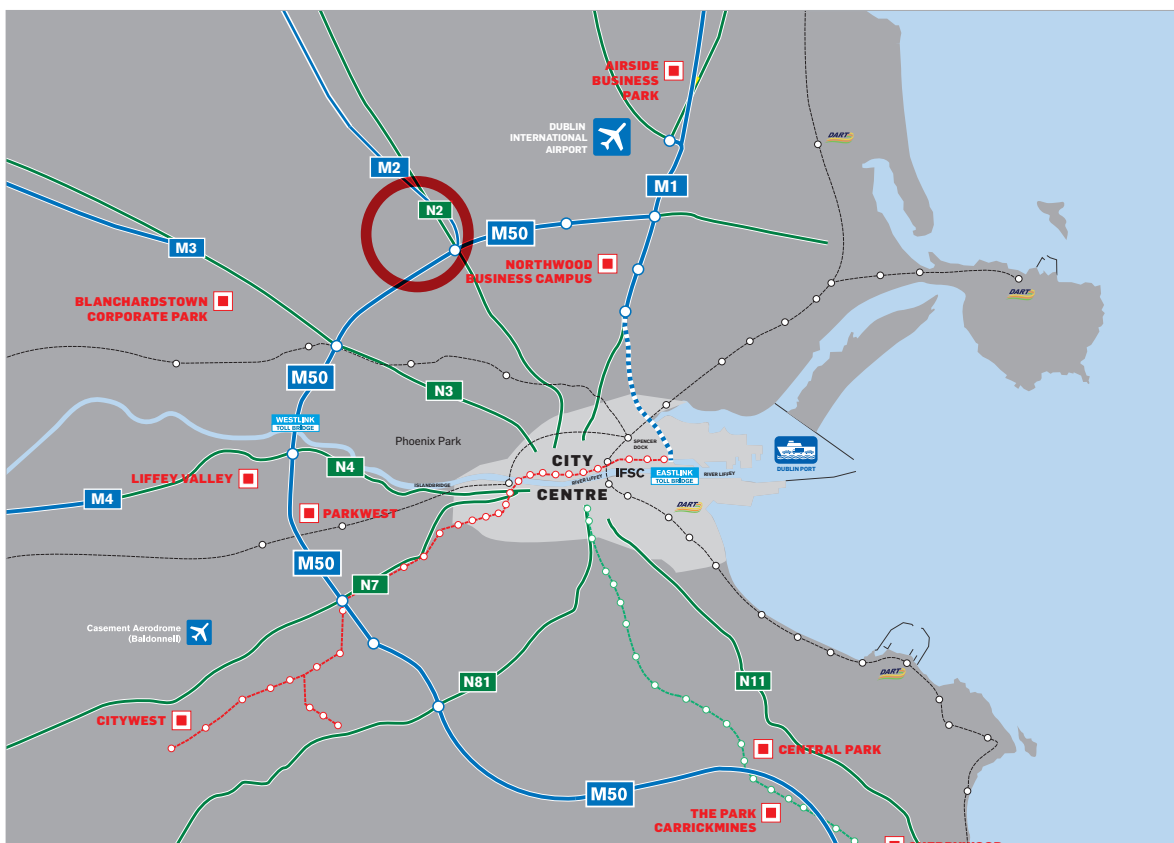 AIRSIDE
BUSINESS
PARK
DUBLIN
INTERNATIONAL
AIRPORT
DART
M2
M1
N2
M50
M3
NORTHWOOD
BUSINESS CAMPUS
DART
BLANCHARDSTOWN
CORPORATE PARK
M50
N3
WESTLINK
TOLL BRIDGE
Phoenix Park
SPENCER
DOCK
CITY
IFSC
EASTLINK
TOLL BRIDGE
RIVER LIFFEY
DUBLIN PORT
N4
LIFFEY VALLEY
ISLANDBRIDGE
RIVER LIFFEY
CENTRE
M4
PARKWEST
DART
M50
N7
Casement Aerodrome
(Baldonnell)
N81
N11
DART
CITYWEST
CENTRAL PARK
M50
THE PARK
CARRICKMINES